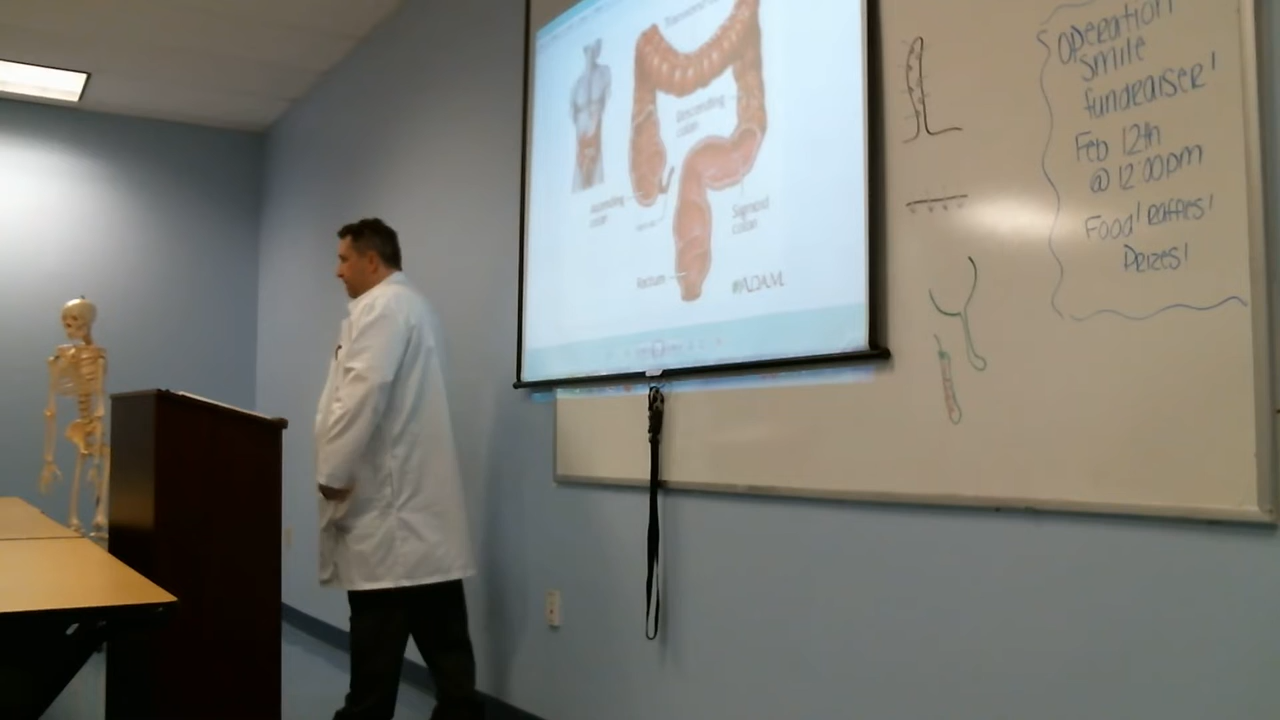 Descending
colon
Ascending
colon
Sigmoid
colon
Rectum
*ADAM.
Operation
Smile
fundraiser!
Feb 12th
@ 12:00pm
Food! Raffles!
Prizes!